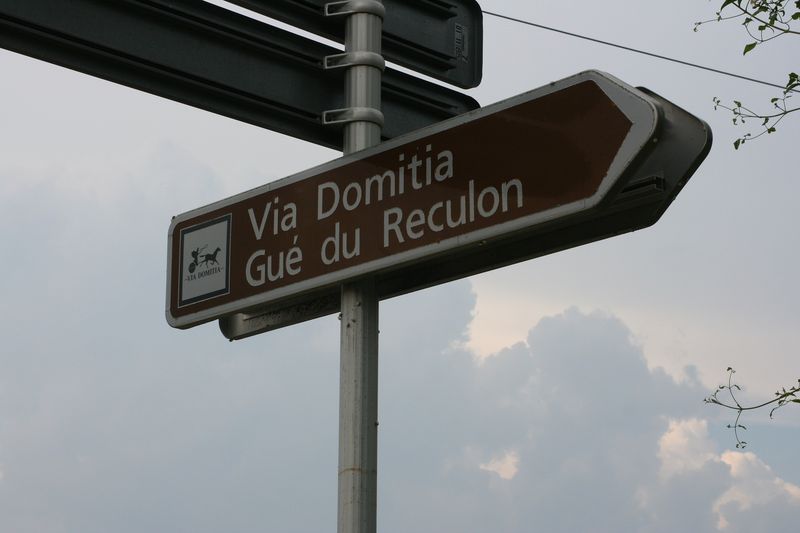 Via Domitia
Gué du Reculon
-VIA DOMITIA-